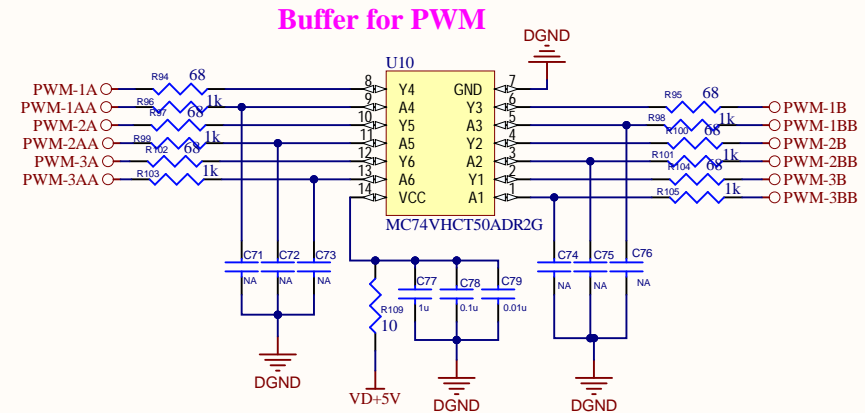 Buffer for PWM
DGND
U10
PWM-1A R94 68 8 Y4 GND 7
PWM-1AA R96 1k 9 A4 Y3 6 R95 68 PWM-1B
PWM-2A R97 68 10 Y5 A3 5 R98 1k PWM-1BB
PWM-2AA R99 1k 11 A5 Y2 4 R100 68 PWM-2B
PWM-3A R102 68 12 Y6 A2 3 R101 1k PWM-2BB
PWM-3AA R103 1k 13 A6 Y1 2 R104 68 PWM-3B
14 VCC A1 1 R105 1k PWM-3BB
MC74VHCT50ADR2G
C71 C72 C73 C74 C75 C76
NA NA NA NA NA NA
C77 C78 C79
1u 0.1u 0.01u
R109
10
DGND
VD+5V
DGND
DGND